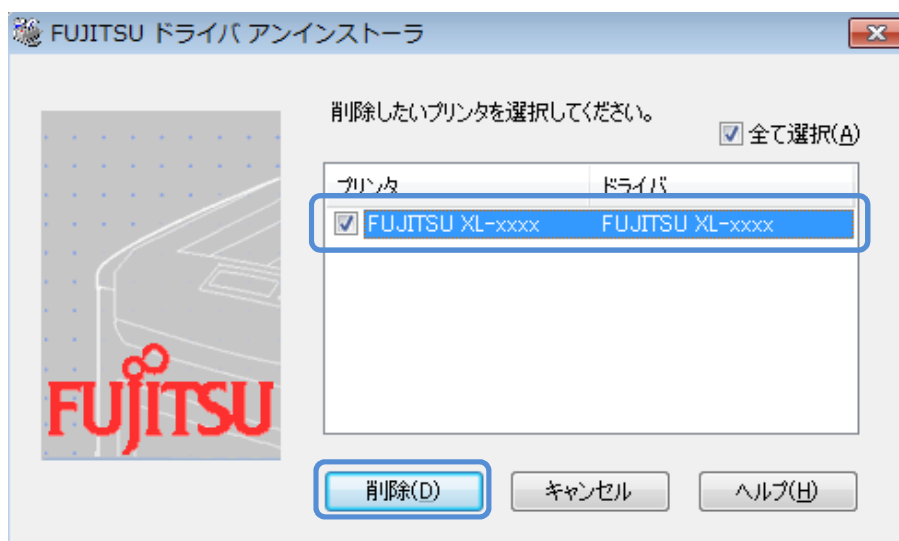 FUJITSU ドライバ アンインストーラ
削除したいプリンタを選択してください。
全て選択(A)
プリンタ ドライバ
FUJITSU XL-xxxx FUJITSU XL-xxxx
FUJITSU
削除(D) キャンセル ヘルプ(H)